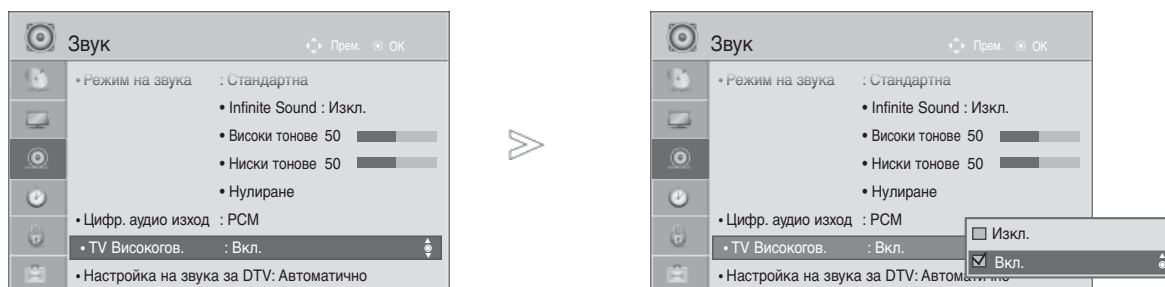 Звук Прем. ОК
• Режим на звука : Стандартна
• Infinite Sound : Изкл.
• Високи тонове 50
• Ниски тонове 50
• Нулиране
• Цифр. аудио изход : PCM
• TV Високогов. : Вкл.
• Настройка на звука за DTV: Автоматично
Звук Прем. ОК
• Режим на звука : Стандартна
• Infinite Sound : Изкл.
• Високи тонове 50
• Ниски тонове 50
• Нулиране
• Цифр. аудио изход : PCM
• TV Високогов. : Вкл.
• Настройка на звука за DTV: Автоматично
Изкл.
Вкл.